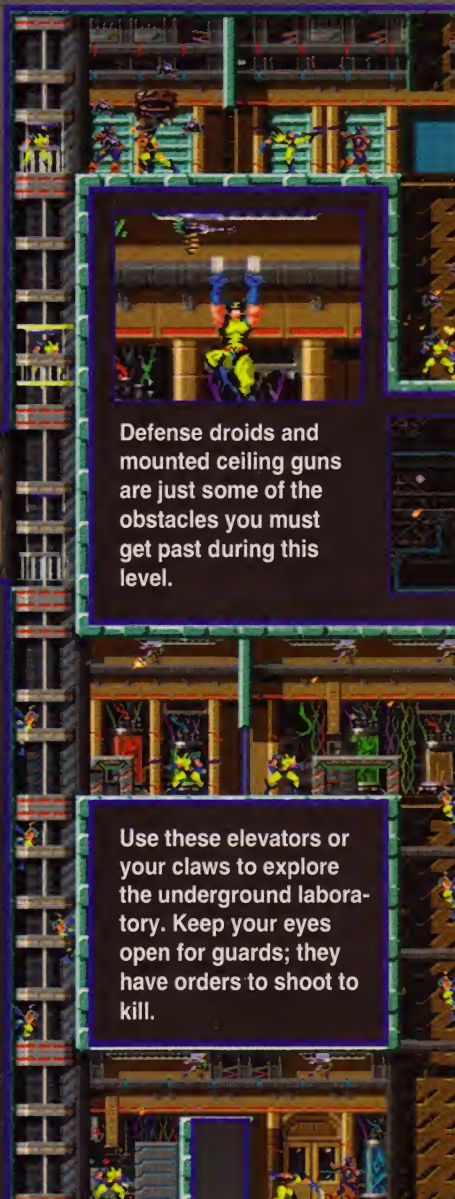 Defense droids and
mounted ceiling guns
are just some of the
obstacles you must
get past during this
level.
Use these elevators or
your claws to explore
the underground labora-
tory. Keep your eyes
open for guards; they
have orders to shoot to
kill.